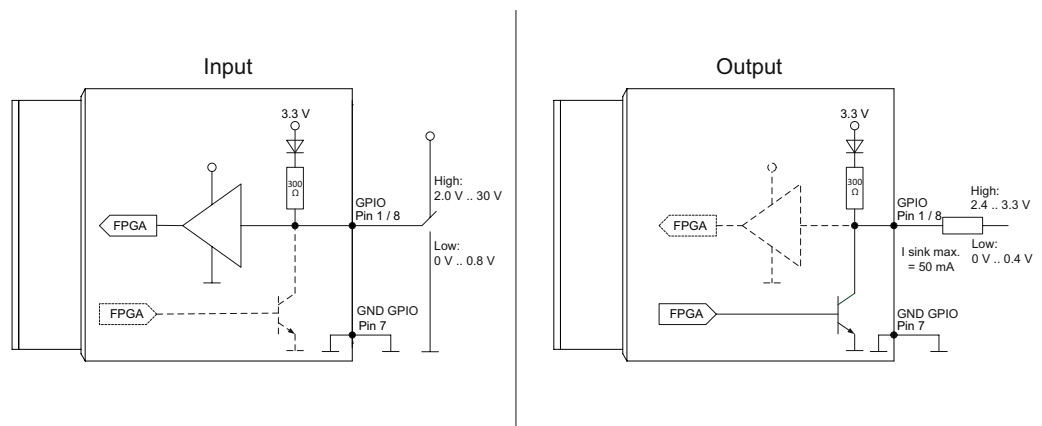 Input
3.3 V
300
Ω
GPIO
Pin 1 / 8
High:
2.0 V .. 30 V
FPGA
Low:
0 V .. 0.8 V
FPGA
GND GPIO
Pin 7
Output
3.3 V
300
Ω
GPIO
Pin 1 / 8
High:
2.4 .. 3.3 V
FPGA
I sink max.
= 50 mA
Low:
0 V .. 0.4 V
FPGA
GND GPIO
Pin 7